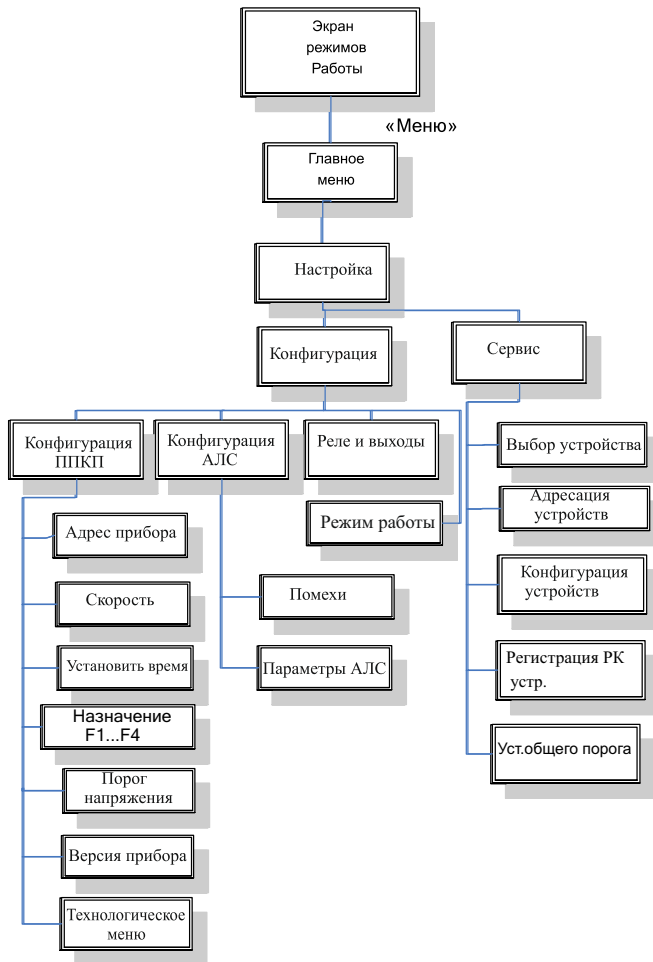 Экран
режимов
Работы
«Меню»
Главное
меню
Настройка
Конфигурация
Сервис
Конфигурация
ППКП
Конфигурация
АЛС
Реле и выходы
Режим работы
Адрес прибора
Скорость
Установить время
Назначение
F1...F4
Порог
напряжения
Версия прибора
Технологическое
меню
Помехи
Параметры АЛС
Выбор устройства
Адресация
устройств
Конфигурация
устройств
Регистрация РК
устр.
Уст.общего порога